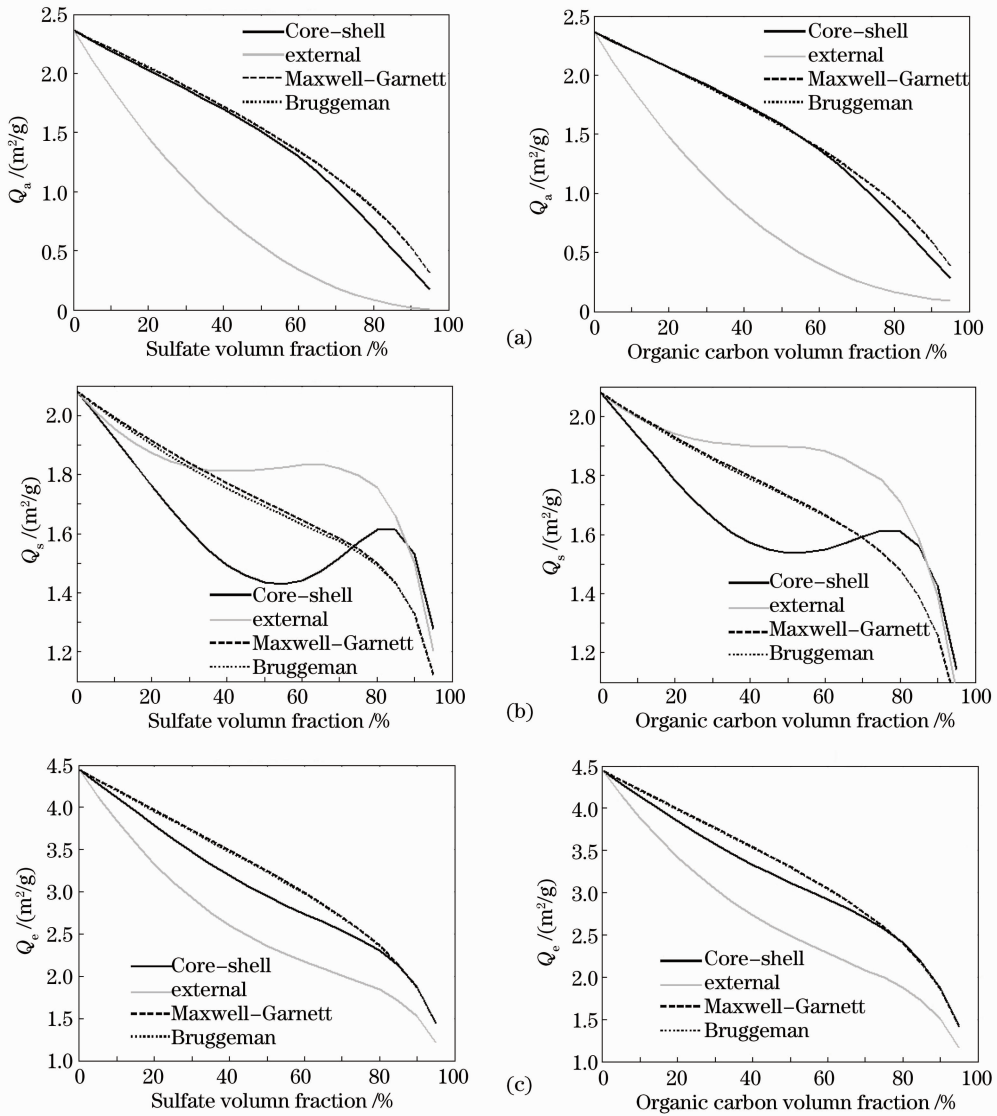 2.5
2.0
1.5
1.0
0.5
0
Qa /(m²/g)
Core−shell
external
Maxwell−Garnett
Bruggeman
0 20 40 60 80 100
Sulfate volumn fraction /%
2.5
2.0
1.5
1.0
0.5
0
Qa /(m²/g)
Core−shell
external
Maxwell−Garnett
Bruggeman
0 20 40 60 80 100
Organic carbon volumn fraction /%
(a)
2.0
1.8
1.6
1.4
1.2
Qs /(m²/g)
Core−shell
external
Maxwell−Garnett
Bruggeman
0 20 40 60 80 100
Sulfate volumn fraction /%
2.0
1.8
1.6
1.4
1.2
Qs /(m²/g)
Core−shell
external
Maxwell−Garnett
Bruggeman
0 20 40 60 80 100
Organic carbon volumn fraction /%
(b)
4.5
4.0
3.5
3.0
2.5
2.0
1.5
1.0
Qe /(m²/g)
Core−shell
external
Maxwell−Garnett
Bruggeman
0 20 40 60 80 100
Sulfate volumn fraction /%
4.5
4.0
3.5
3.0
2.5
2.0
1.5
1.0
Qe /(m²/g)
Core−shell
external
Maxwell−Garnett
Bruggeman
0 20 40 60 80 100
Organic carbon volumn fraction /%
(c)